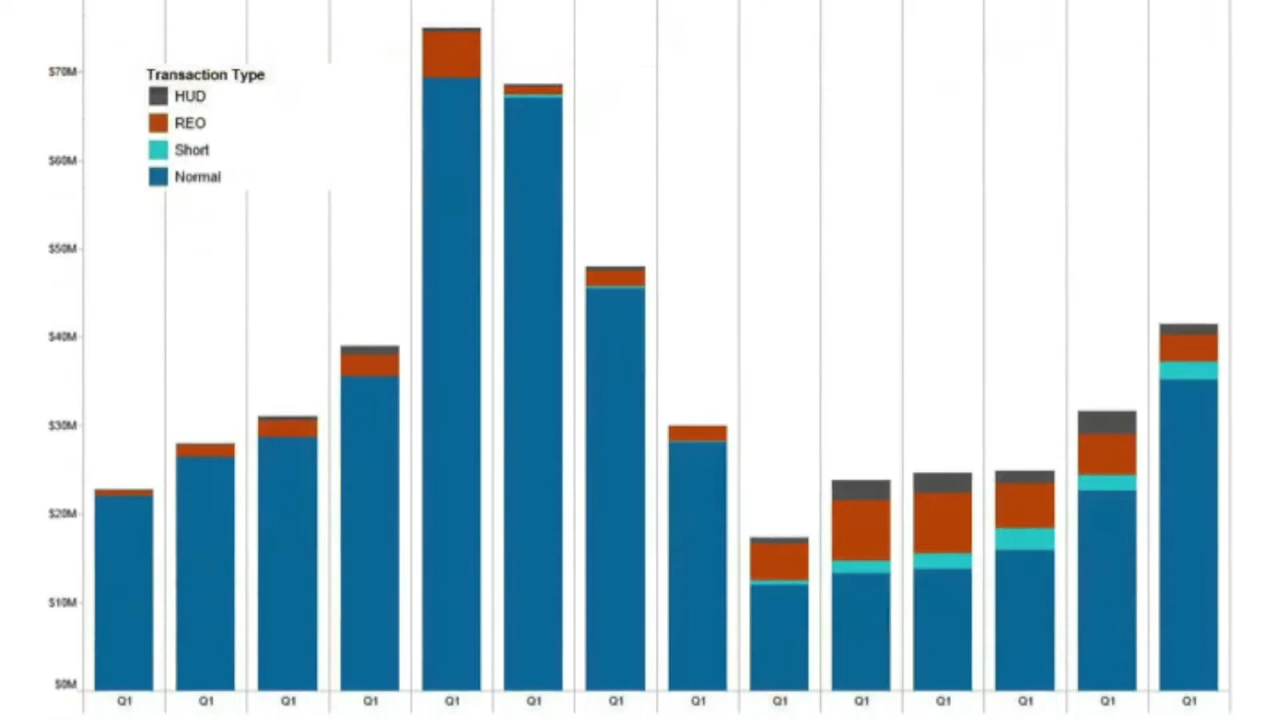 $70M
Transaction Type
HUD
REO
Short
$60M
Normal
$50M
$40M
$30M
$20M
$10M
$0M
Q1 Q1 Q1 Q1 Q1 Q1 Q1 Q1 Q1 Q1 Q1 Q1 Q1 Q1